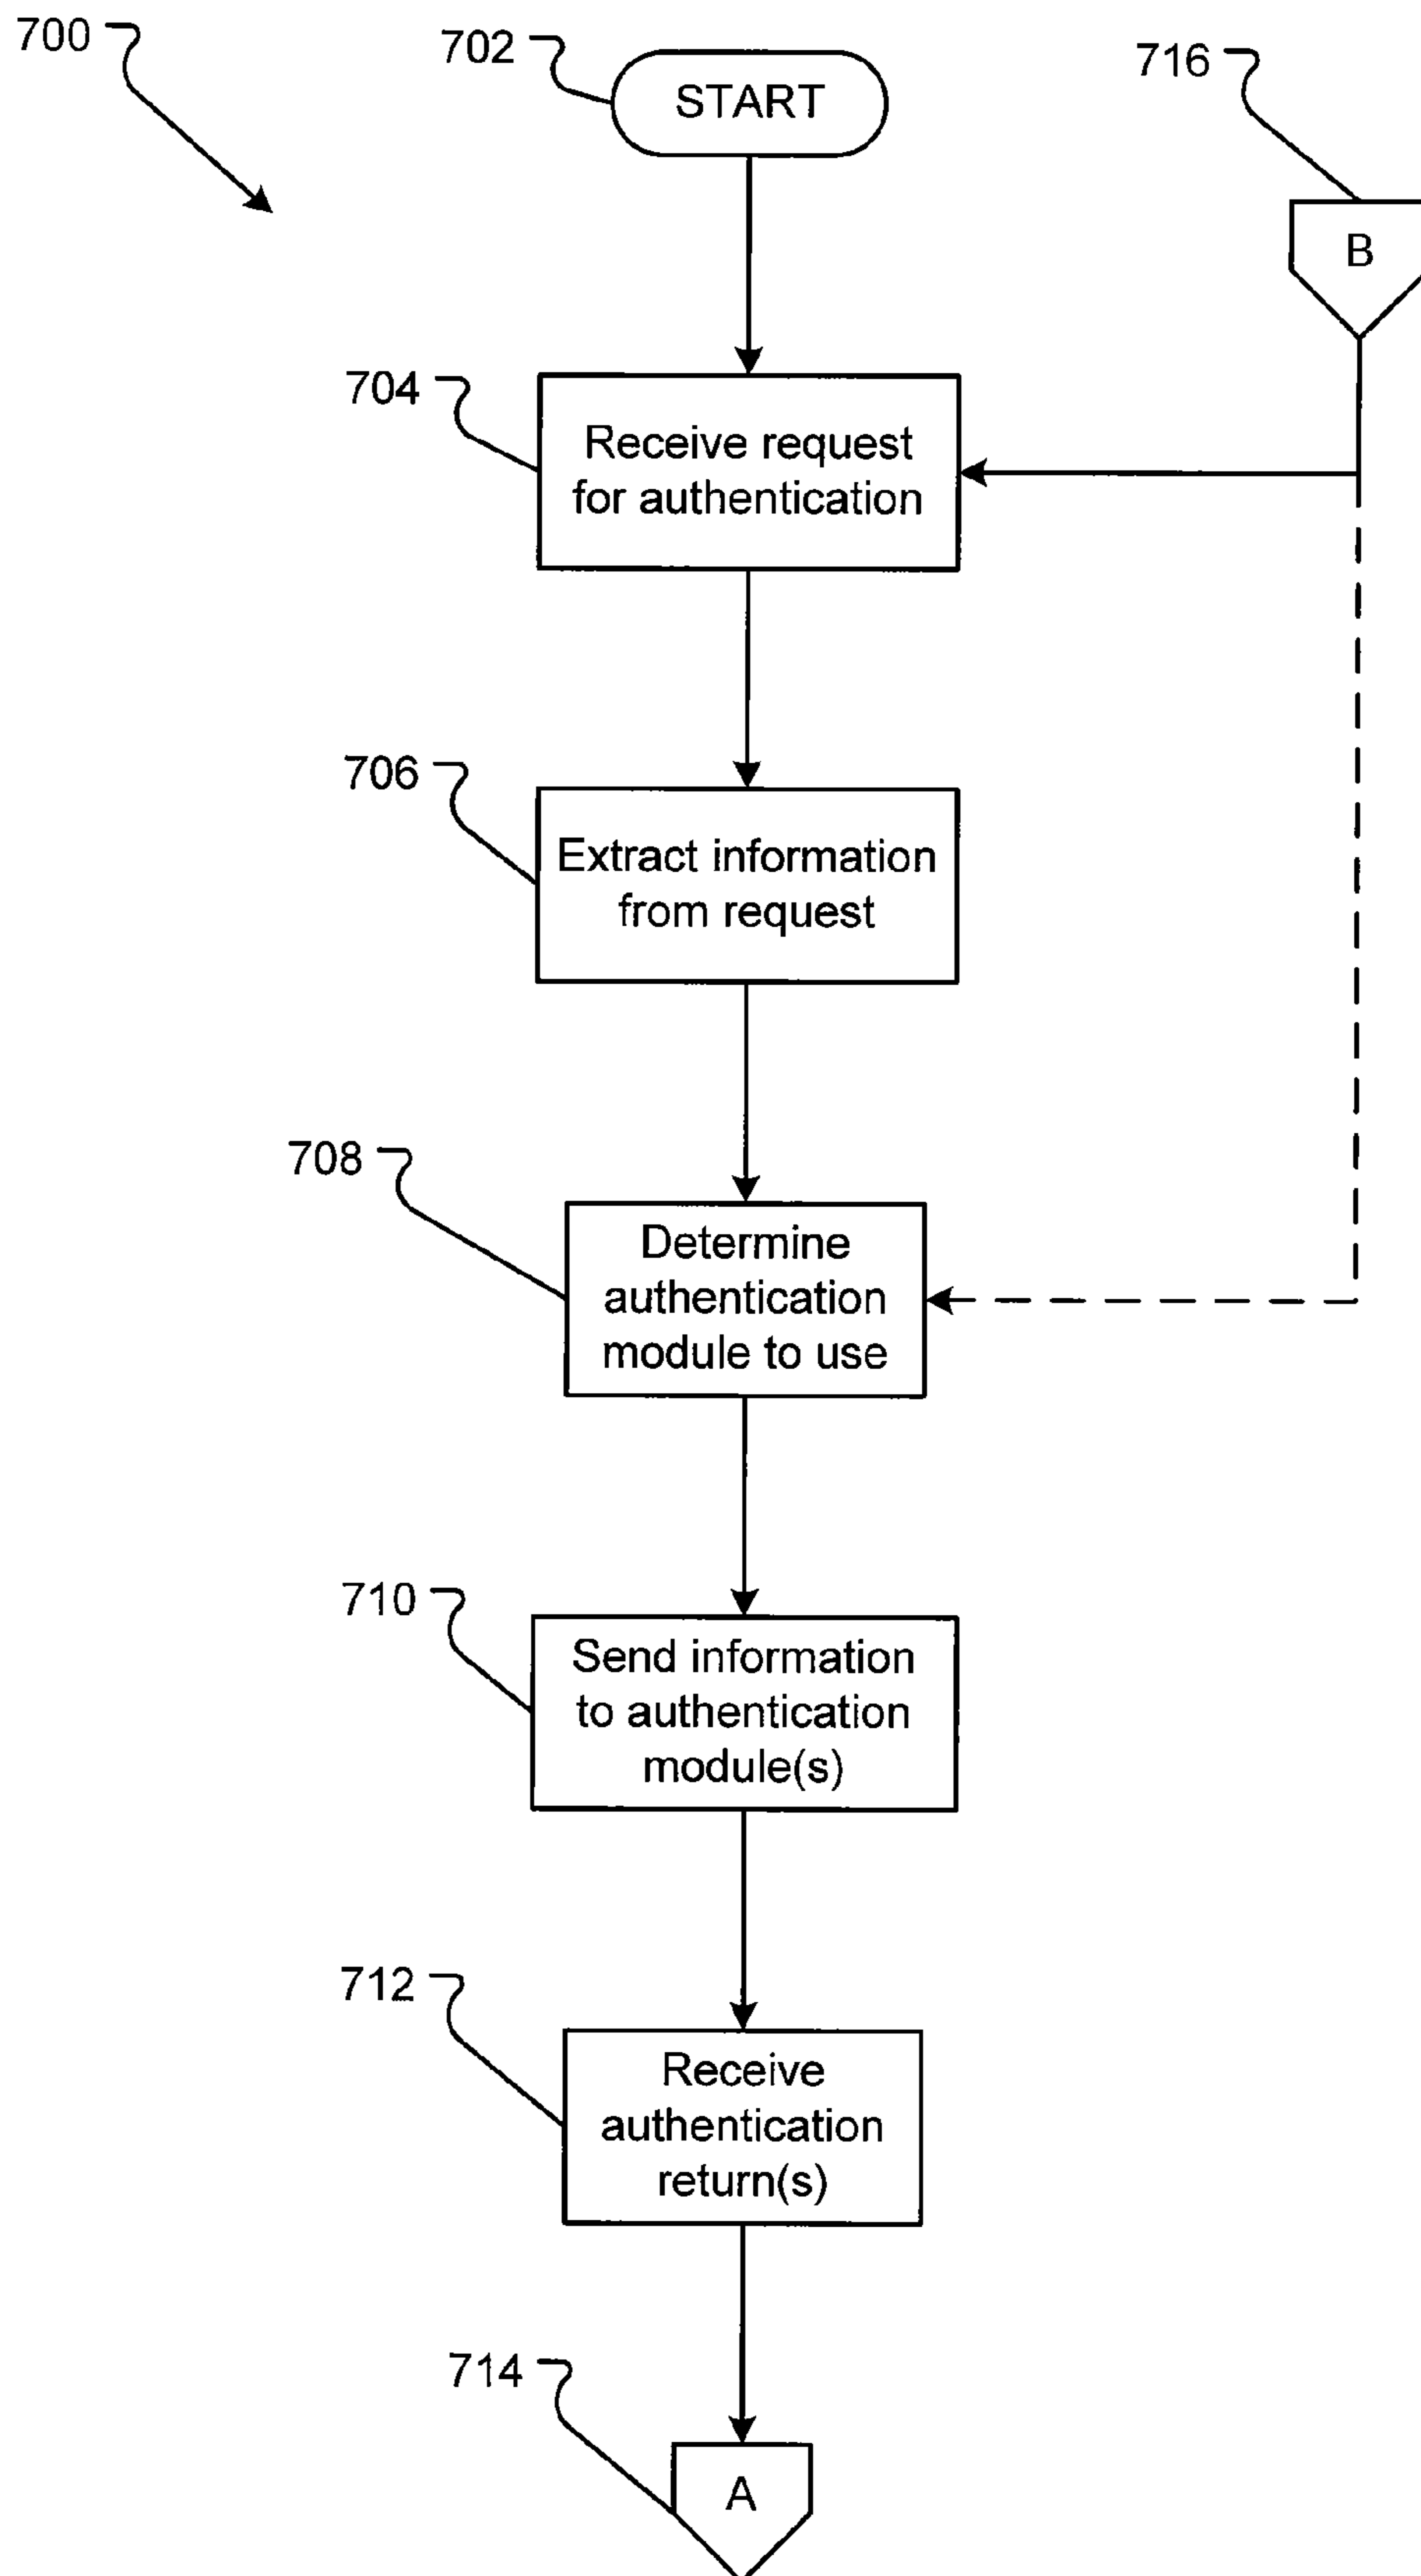 700
702
START
716
B
704
Receive request
for authentication
706
Extract information
from request
708
Determine
authentication
module to use
710
Send information
to authentication
module(s)
712
Receive
authentication
return(s)
714
A